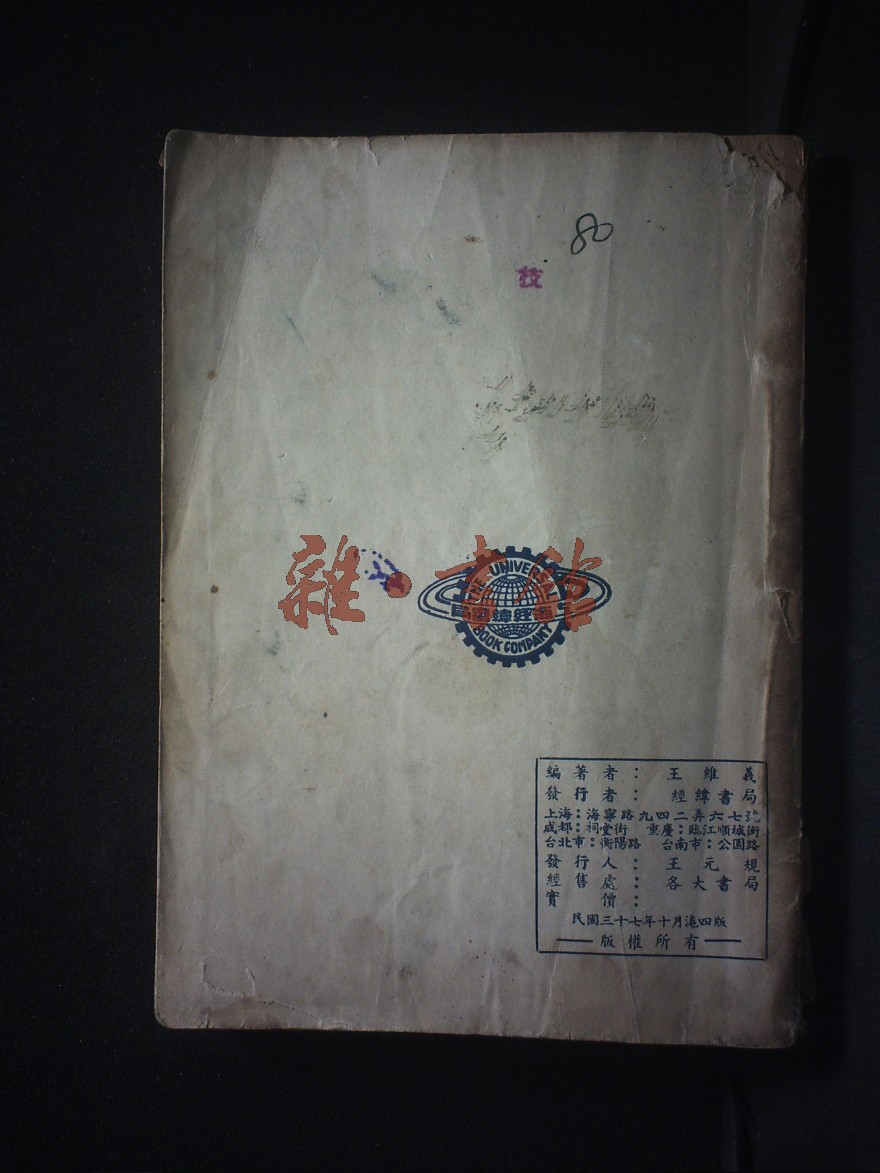 80
技
雜·書館
THE UNIVERSAL
BOOK COMPANY
編著者：王維義
發行者：經緯書局
上海：海寧路九四二弄六七號
成都：祠堂街 重慶：臨江順城街
台北市：衡陽路 台南市：公園路
發行人：王元規
經售處：各大書局
實價：
民國三十七年十月滬四版
版權所有